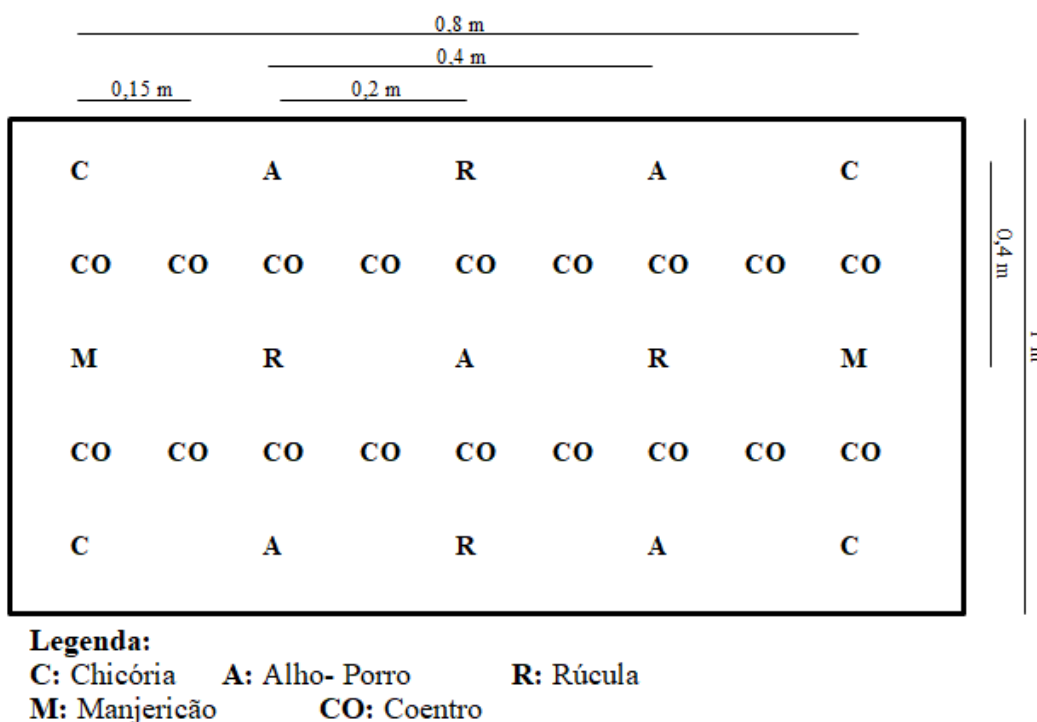 0,8 m
0,4 m
0,15 m 0,2 m
C A R A C
0,4 m
CO CO CO CO CO CO CO CO CO
M R A R M
CO CO CO CO CO CO CO CO CO
C A R A C
Legenda:
C: Chicória A: Alho- Porro R: Rúcula
M: Manjericão CO: Coentro